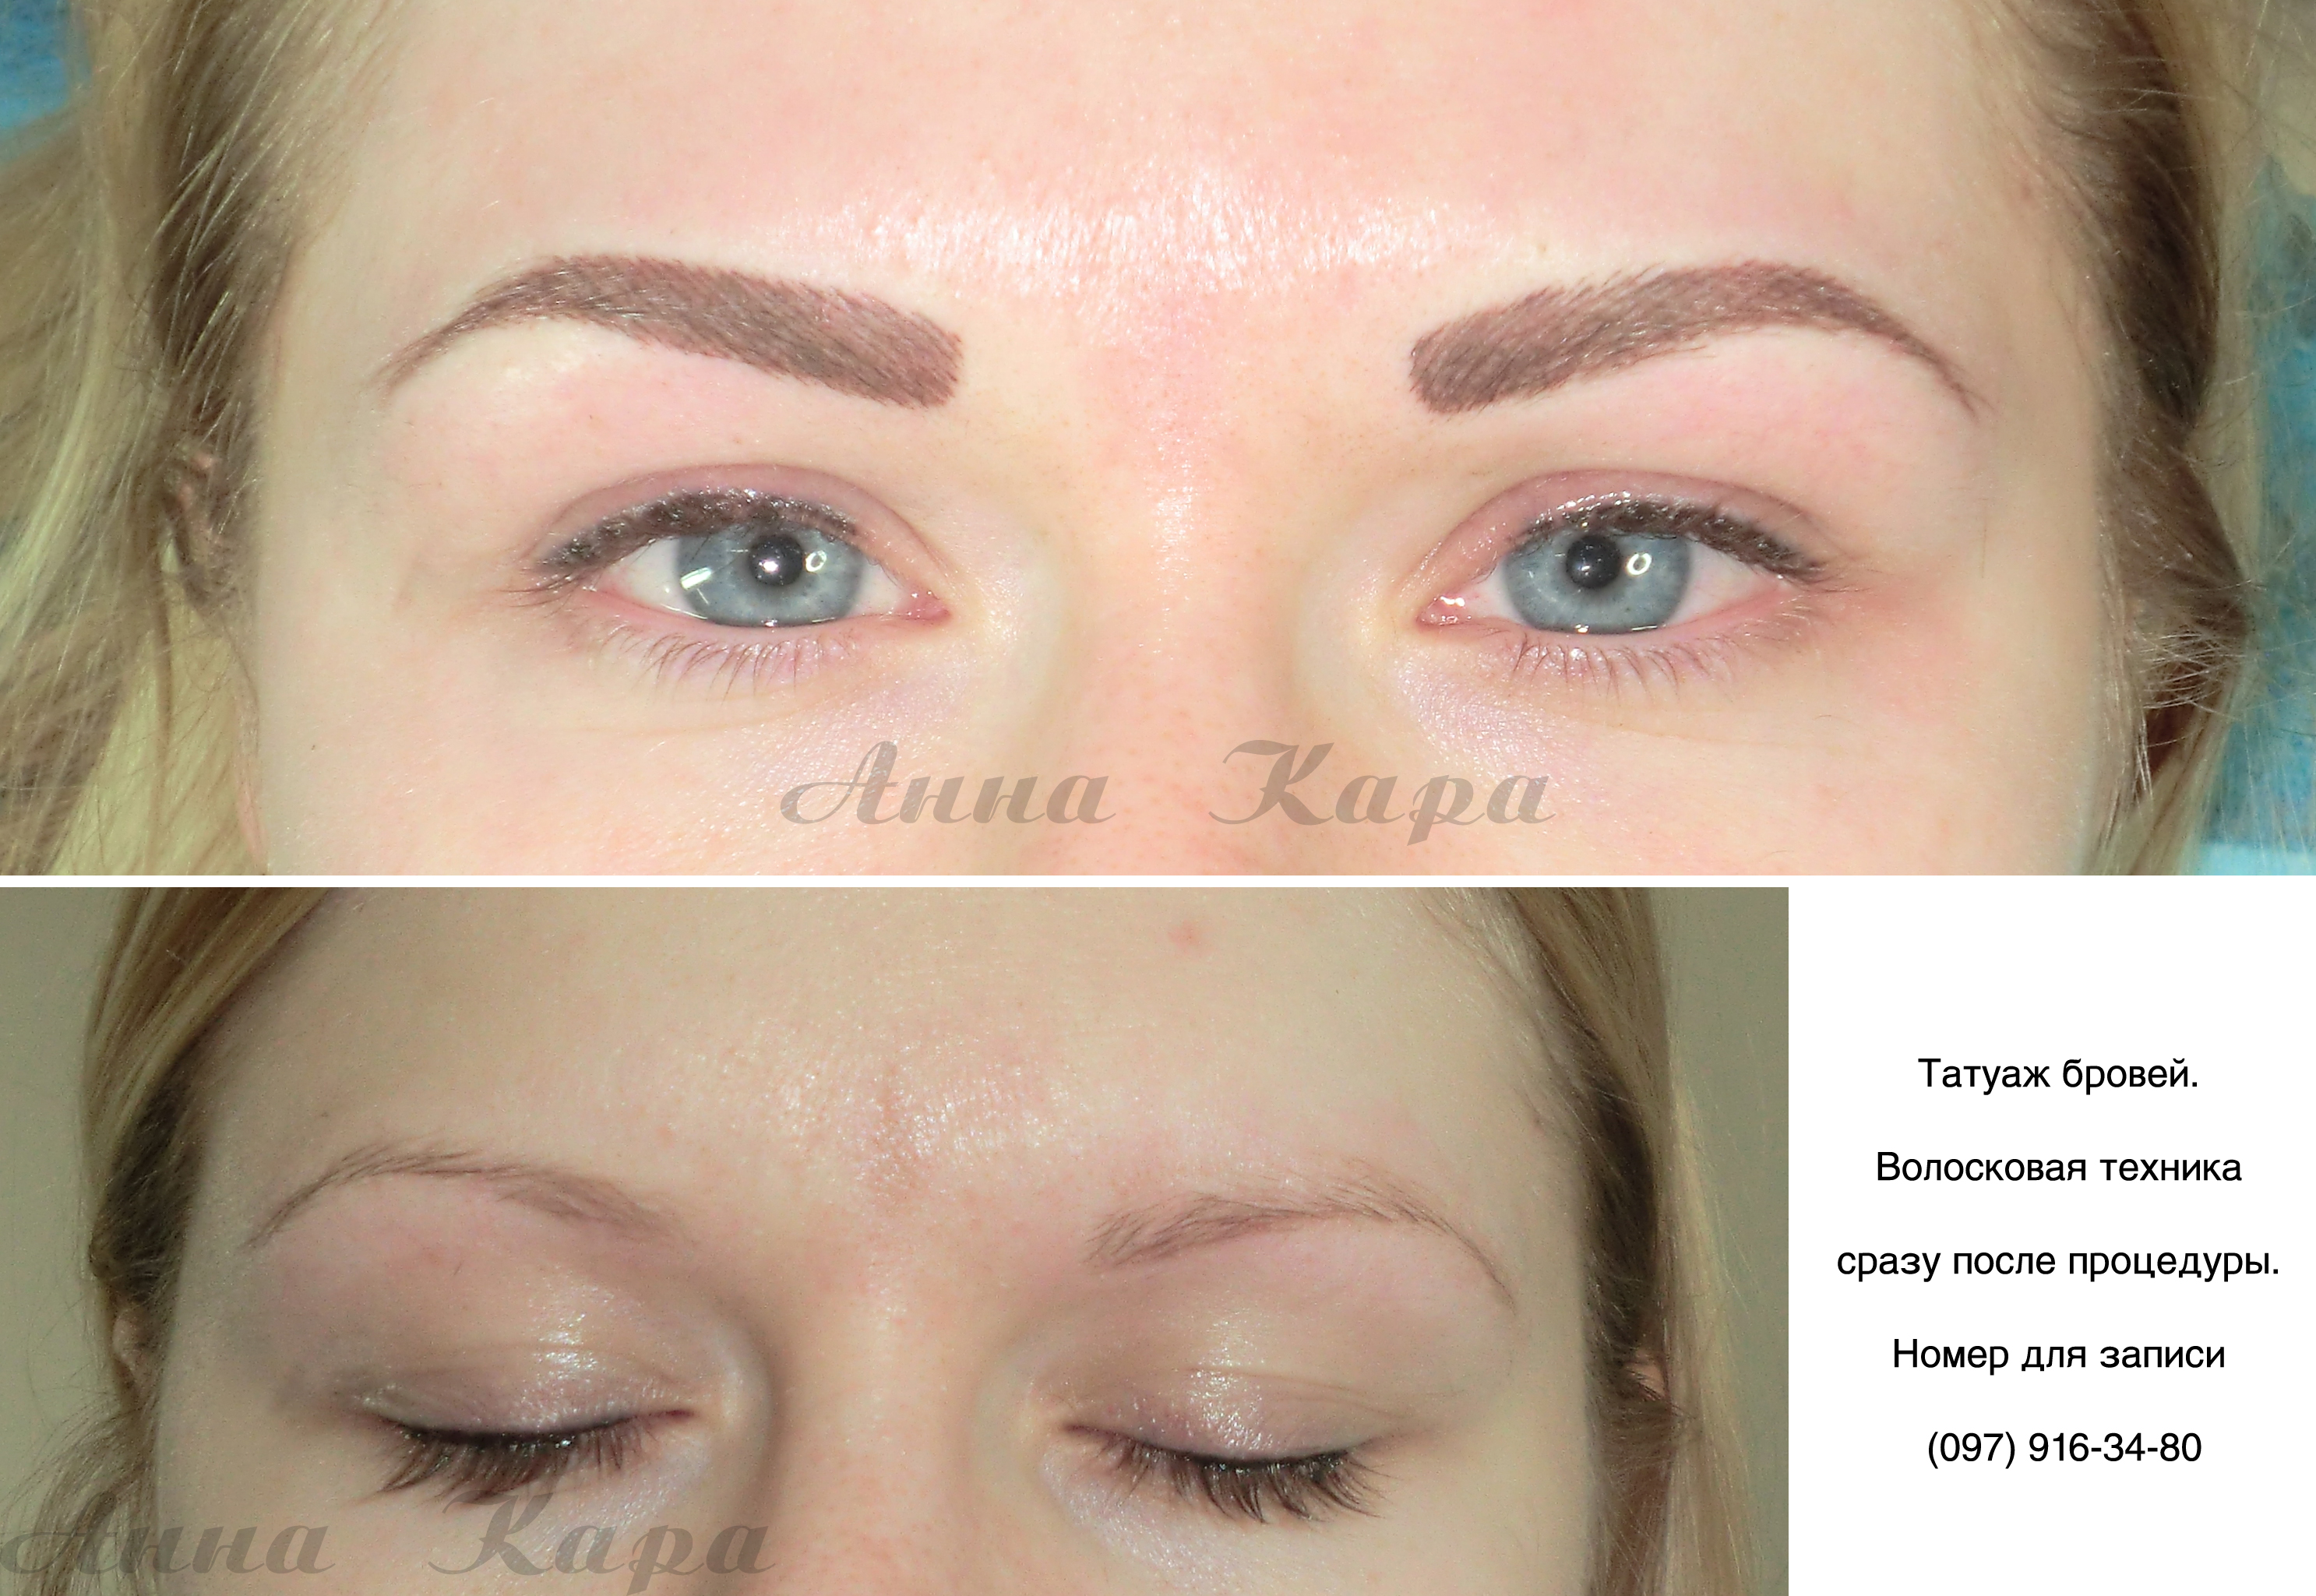 Анна Кара
Татуаж бровей.
Волосковая техника
сразу после процедуры.
Номер для записи
(097) 916-34-80
Анна Кара